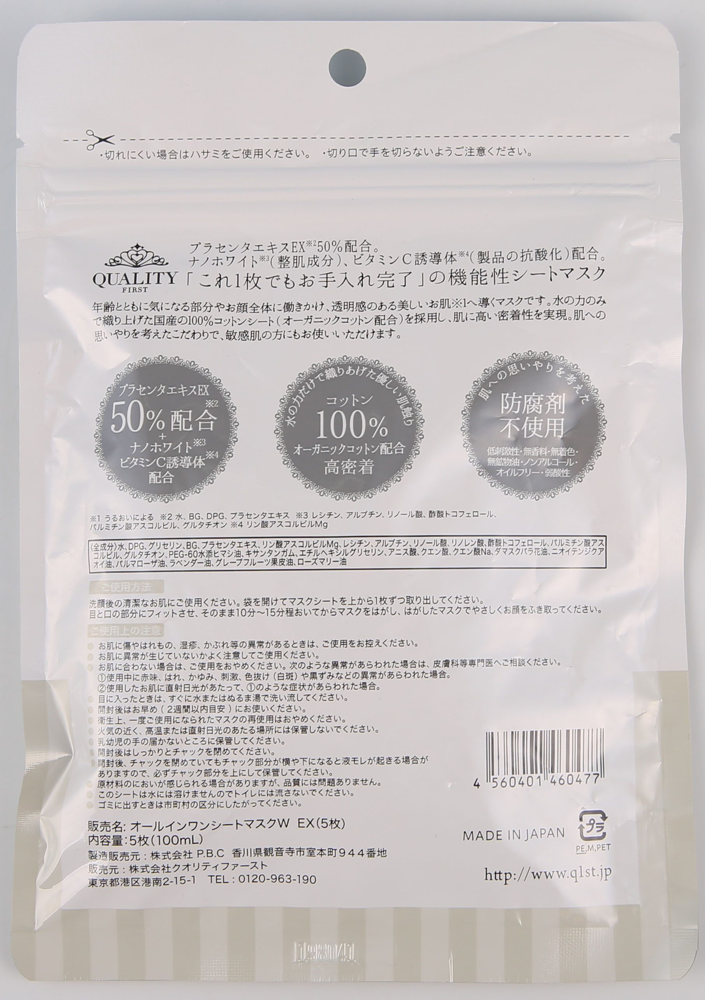 ・切れにくい場合はハサミをご使用ください。 ・切り口で手を切らないようご注意ください。
QUALITY
FIRST
プラセンタエキスEX※2 50%配合。
ナノホワイト※3(整肌成分)、ビタミンC誘導体※4(製品の抗酸化)配合。
「これ1枚でもお手入れ完了」の機能性シートマスク
年齢とともに気になる部分やお顔全体に働きかけ、透明感のある美しいお肌※1へ導くマスクです。水の力のみ
で織り上げた国産の100%コットンシート(オーガニックコットン配合)を採用し、肌に高い密着性を実現。肌への
思いやりを考えたこだわりで、敏感肌の方にもお使いいただけます。
プラセンタエキスEX
※2
50%配合
+
ナノホワイト※3
ビタミンC誘導体※4
配合
水の力だけで織りあげた優しい肌触り
コットン
100%
オーガニックコットン配合
高密着
肌への思いやりを考えた
防腐剤
不使用
低刺激性・無香料・無着色・
無鉱物油・ノンアルコール・
オイルフリー・弱酸性
※1 うるおいによる ※2 水、BG、DPG、プラセンタエキス ※3 レシチン、アルブチン、リノール酸、酢酸トコフェロール、
パルミチン酸アスコルビル、グルタチオン ※4 リン酸アスコルビルMg
〈全成分〉水、DPG、グリセリン、BG、プラセンタエキス、リン酸アスコルビルMg、レシチン、アルブチン、リノール酸、リノレン酸、酢酸トコフェロール、パルミチン酸アス
コルビル、グルタチオン、PEG-60水添ヒマシ油、キサンタンガム、エチルヘキシルグリセリン、アニス酸、クエン酸、クエン酸Na、ダマスクバラ花油、ニオイテンジクア
オイ油、パルマローザ油、ラベンダー油、グレープフルーツ果皮油、ローズマリー油
ご使用方法
洗顔後の清潔なお肌にご使用ください。袋を開けてマスクシートを上から1枚ずつ取り出してください。
目と口の部分にフィットさせ、そのまま10分〜15分程おいてからマスクをはがし、はがしたマスクでやさしくお顔をふき取ってください。
ご使用上の注意
● お肌に傷やはれもの、湿疹、かぶれ等の異常があるときは、ご使用をお控えください。
● お肌に異常が生じていないかよく注意してご使用ください。
● お肌に合わない場合は、ご使用をおやめください。次のような異常があらわれた場合は、皮膚科等専門医へご相談ください。
①使用中に赤味、はれ、かゆみ、刺激、色抜け(白斑)や黒ずみなどの異常があらわれた場合。
②使用したお肌に直射日光があたって、①のような症状があらわれた場合。
● 目に入ったときは、すぐに水またはぬるま湯で洗い流してください。
● 開封後はお早め(2週間以内目安)にお使いください。
● 衛生上、一度ご使用になられたマスクの再使用はおやめください。
● 火気の近く、高温または直射日光のあたる場所には保管しないでください。
● 乳幼児の手の届かないところに保管してください。
● 開封後はしっかりとチャックを閉めてください。
● 開封後、チャックを閉めていてもチャック部分が横や下になると液モレが起きる場合が
ありますので、必ずチャック部分を上にして保管してください。
● 原材料のにおいが感じられる場合がありますが、品質には問題ありません。
● このシートは水には溶けませんのでトイレには流さないでください。
● ゴミに出すときは市町村の区分にしたがってください。
4 560401 460477
販売名: オールインワンシートマスクW EX(5枚)
内容量:5枚(100mL)
製造販売元:株式会社 P.B.C 香川県観音寺市室本町944番地
販売元:株式会社クオリティファースト
東京都港区港南2-15-1 TEL:0120-963-190
MADE IN JAPAN
プラ
PE,M,PET
http://www.q1st.jp